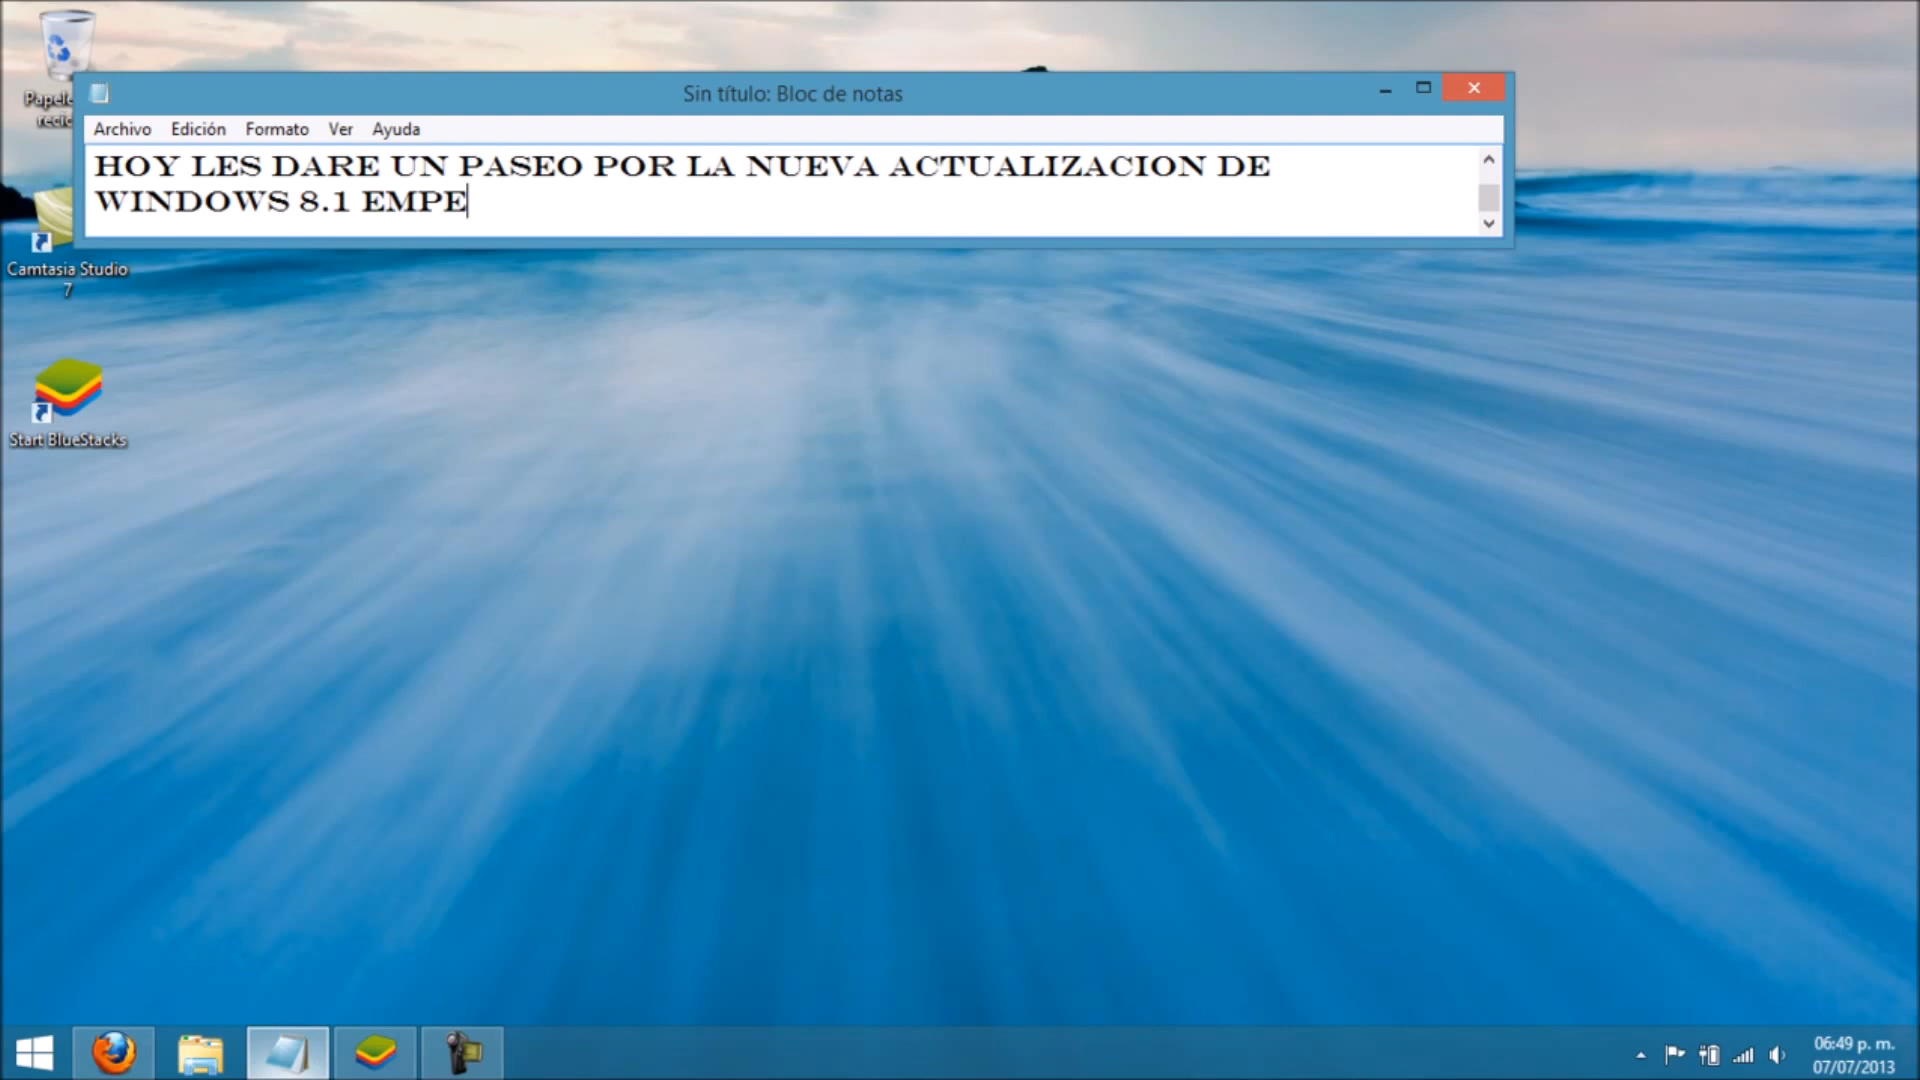 Sin título: Bloc de notas
Archivo Edición Formato Ver Ayuda
HOY LES DARE UN PASEO POR LA NUEVA ACTUALIZACION DE
WINDOWS 8.1 EMPE
Camtasia Studio
7
Start BlueStacks
06:49 p. m.
07/07/2013